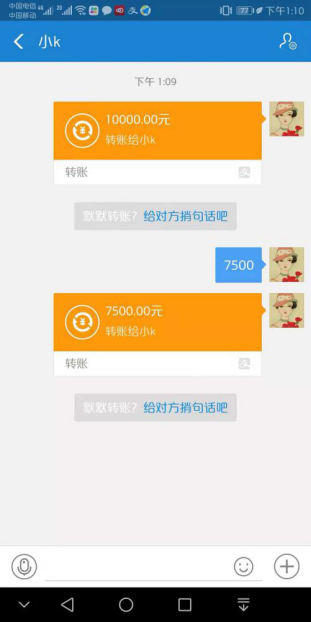 中国电信
中国移动
77
下午1:10
小k
下午 1:09
10000.00元
转账给小k
转账
默默转账？给对方捎句话吧
7500
7500.00元
转账给小k
转账
默默转账？给对方捎句话吧